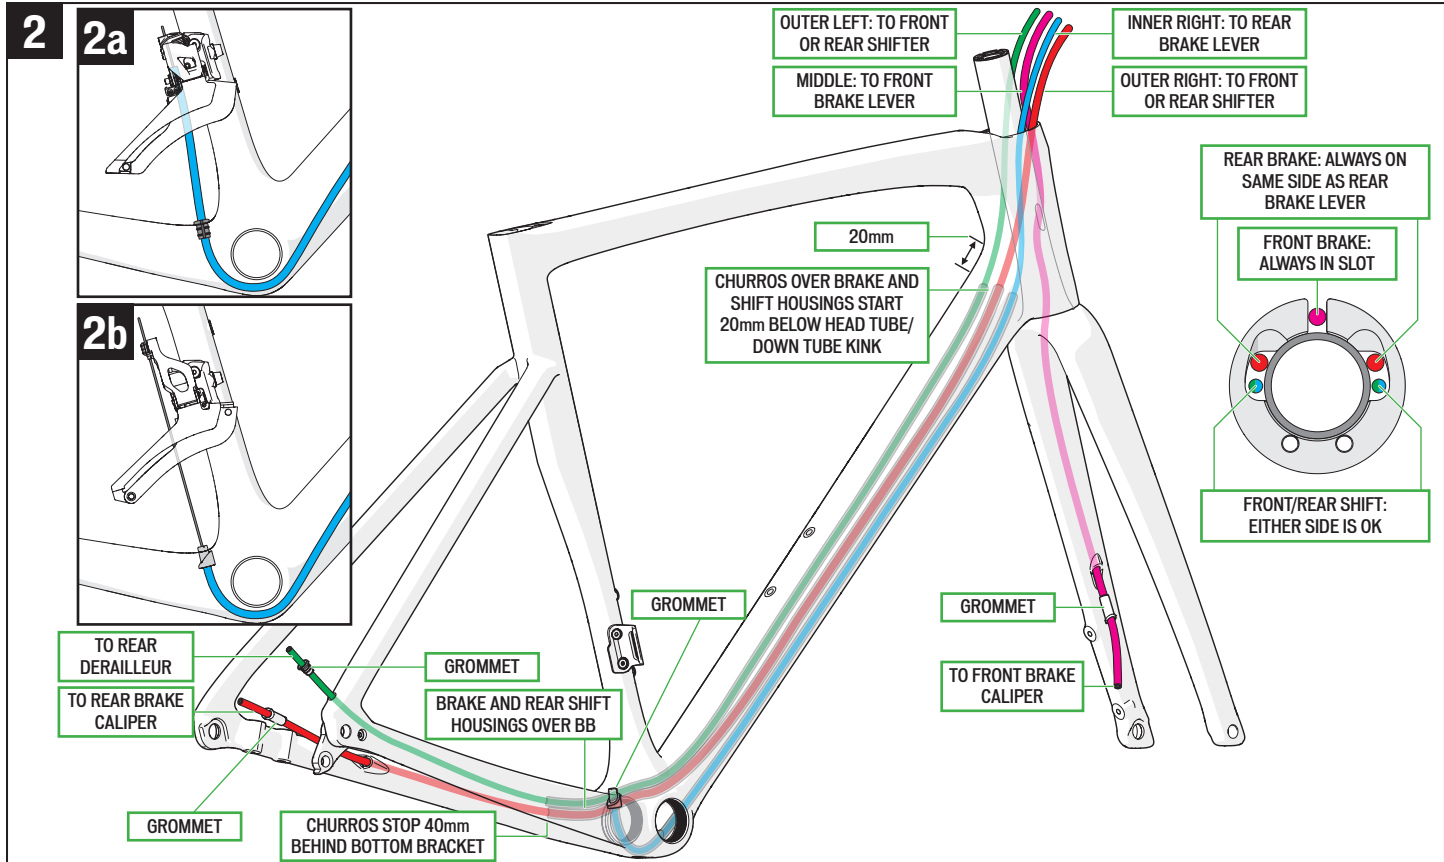 2
2a
2b
OUTER LEFT: TO FRONT
OR REAR SHIFTER
INNER RIGHT: TO REAR
BRAKE LEVER
MIDDLE: TO FRONT
BRAKE LEVER
OUTER RIGHT: TO FRONT
OR REAR SHIFTER
REAR BRAKE: ALWAYS ON
SAME SIDE AS REAR
BRAKE LEVER
20mm
FRONT BRAKE:
ALWAYS IN SLOT
CHURROS OVER BRAKE AND
SHIFT HOUSINGS START
20mm BELOW HEAD TUBE/
DOWN TUBE KINK
FRONT/REAR SHIFT:
EITHER SIDE IS OK
GROMMET
GROMMET
TO REAR
DERAILLEUR
GROMMET
TO FRONT BRAKE
CALIPER
TO REAR BRAKE
CALIPER
BRAKE AND REAR SHIFT
HOUSINGS OVER BB
GROMMET
CHURROS STOP 40mm
BEHIND BOTTOM BRACKET